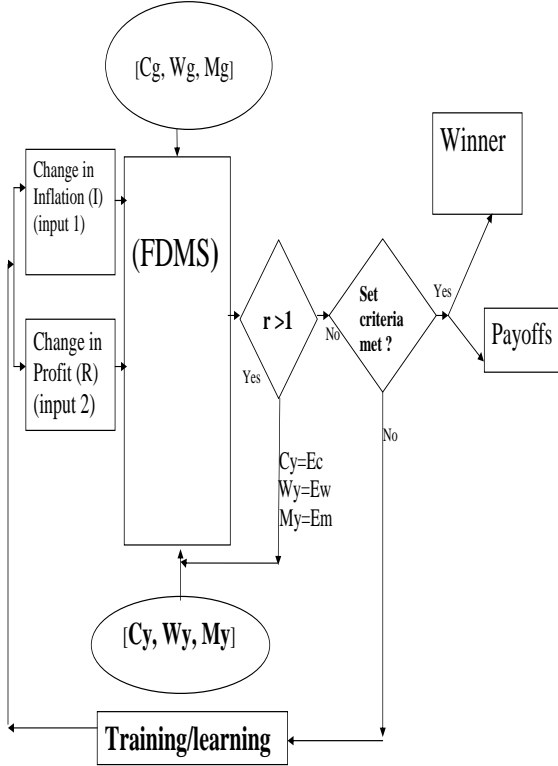 [Cg, Wg, Mg]
Winner
Change in
Inflation (I)
(input 1)
(FDMS)
Change in
Profit (R)
(input 2)
r >1
No
Yes
Set
criteria
met ?
Yes
Payoffs
No
Cy=Ec
Wy=Ew
My=Em
[Cy, Wy, My]
Training/learning